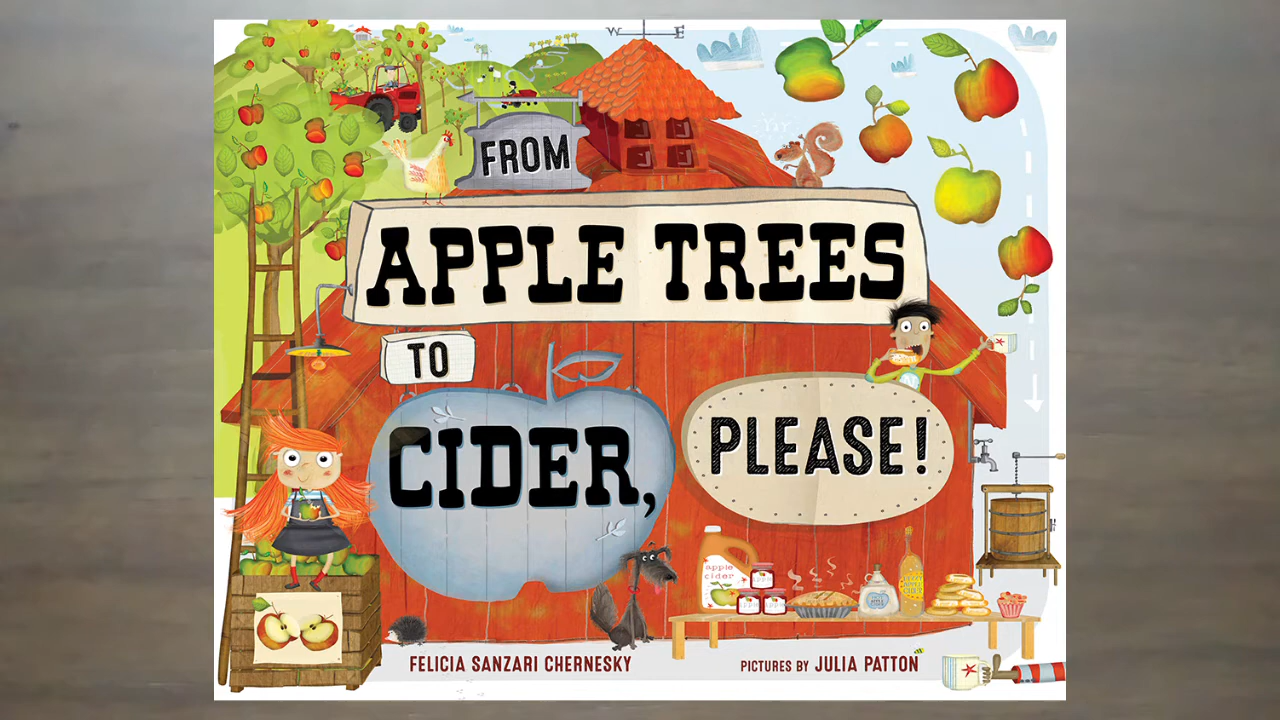 W E
FROM
APPLE TREES
TO
CIDER,
PLEASE!
apple
cider
FELICIA SANZARI CHERNESKY
PICTURES BY JULIA PATTON